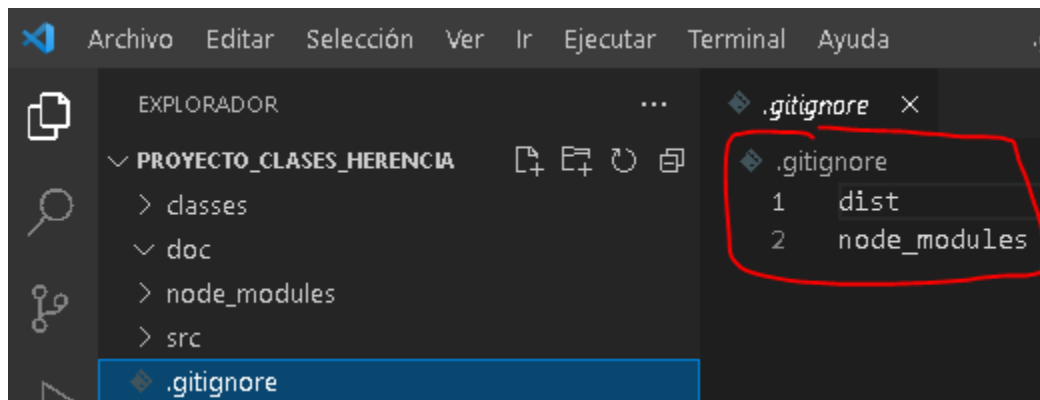 Archivo Editar Selección Ver Ir Ejecutar Terminal Ayuda
EXPLORADOR
PROYECTO_CLASES_HERENCIA
classes
doc
node_modules
src
.gitignore
.gitignore
.gitignore
1 dist
2 node_modules